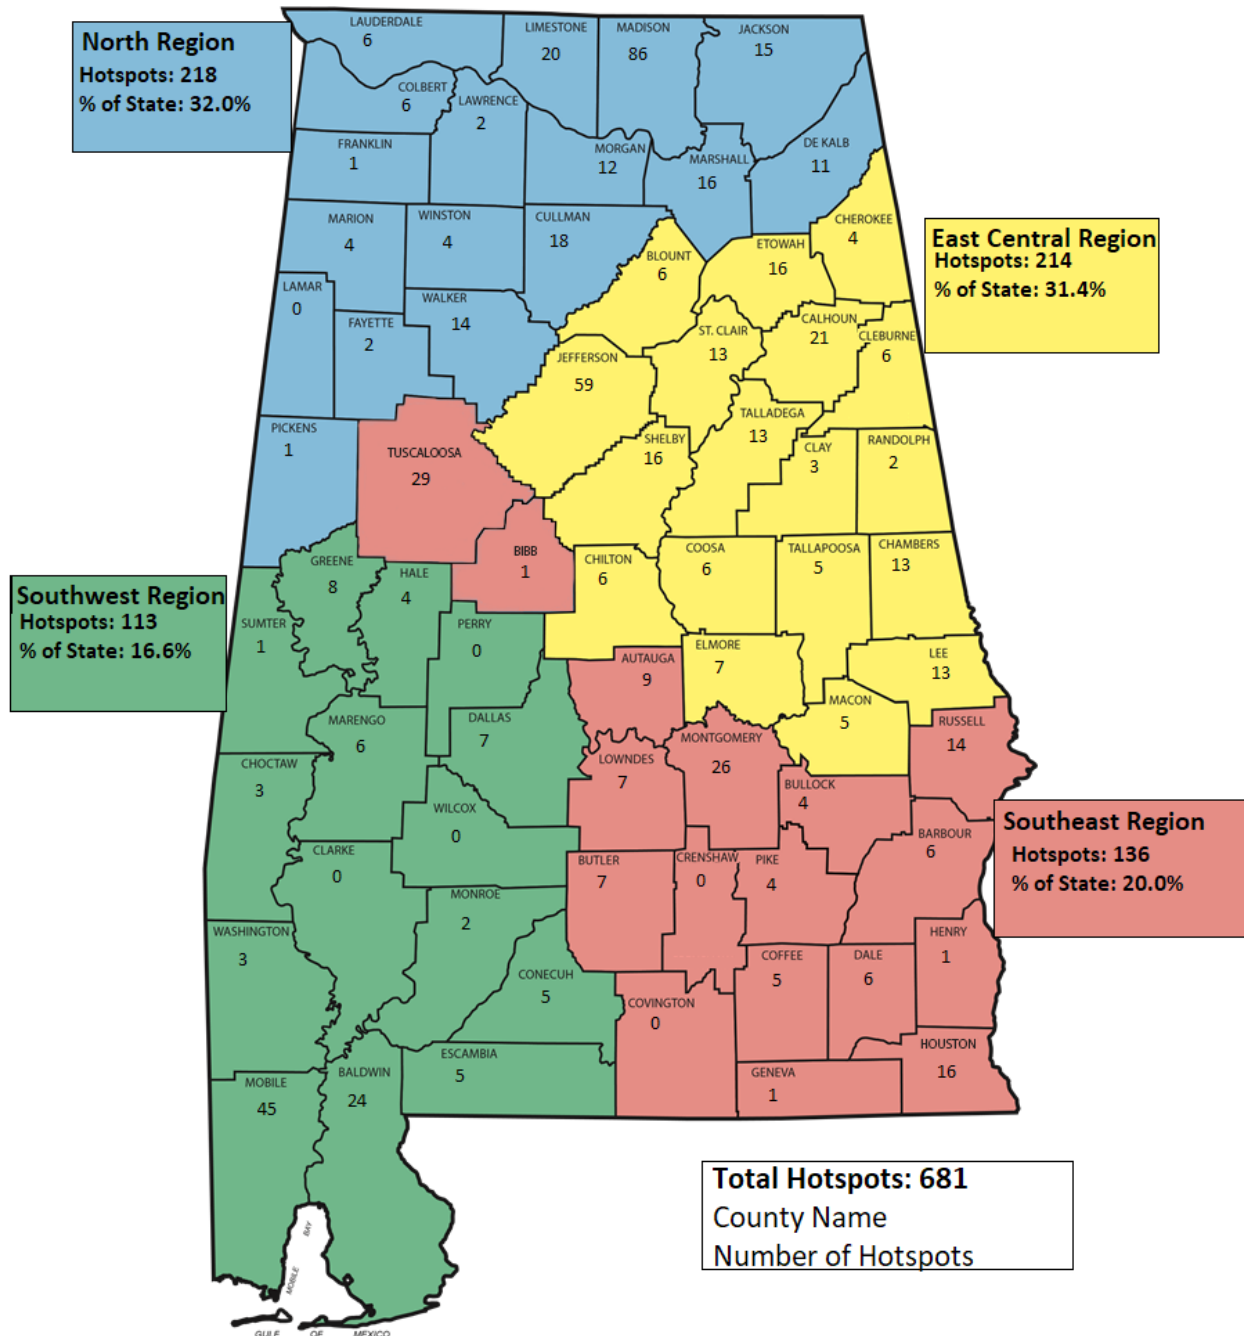 LAUDERDALE
6
LIMESTONE
20
MADISON
86
JACKSON
15
North Region
Hotspots: 218
% of State: 32.0%
COLBERT
6
LAWRENCE
2
FRANKLIN
1
MORGAN
12
MARSHALL
16
DE KALB
11
MARION
4
WINSTON
4
CULLMAN
18
CHEROKEE
4
BLOUNT
6
ETOWAH
16
East Central Region
Hotspots: 214
% of State: 31.4%
LAMAR
0
FAYETTE
2
WALKER
14
ST. CLAIR
13
CALHOUN
21
CLEBURNE
6
JEFFERSON
59
TALLADEGA
13
PICKENS
1
TUSCALOOSA
29
SHELBY
16
CLAY
3
RANDOLPH
2
GREENE
8
HALE
4
BIBB
1
CHILTON
6
COOSA
6
TALLAPOOSA
5
CHAMBERS
13
Southwest Region
Hotspots: 113
% of State: 16.6%
SUMTER
1
PERRY
0
AUTAUGA
9
ELMORE
7
LEE
13
MARENGO
6
DALLAS
7
MACON
5
RUSSELL
14
CHOCTAW
3
LOWNDES
7
MONTGOMERY
26
BULLOCK
4
WILCOX
0
BARBOUR
6
Southeast Region
Hotspots: 136
% of State: 20.0%
CLARKE
0
BUTLER
7
CRENSHAW
0
PIKE
4
MONROE
2
WASHINGTON
3
CONECUH
5
COFFEE
5
DALE
6
HENRY
1
COVINGTON
0
ESCAMBIA
5
HOUSTON
16
MOBILE
45
BALDWIN
24
GENEVA
1
Total Hotspots: 681
County Name
Number of Hotspots
MOBILE BAY
GULF OF MEXICO